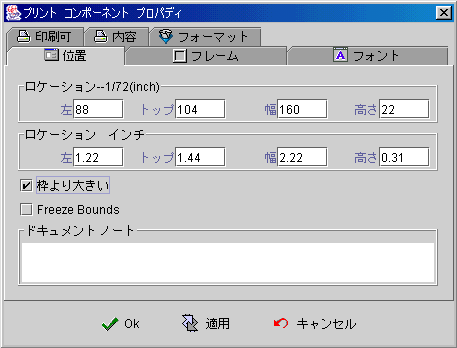 プリント コンポーネント プロパティ
印刷可 内容 フォーマット
位置 フレーム フォント
ロケーション--1/72(inch)
左 88 トップ 104 幅 160 高さ 22
ロケーション インチ
左 1.22 トップ 1.44 幅 2.22 高さ 0.31
枠より大きい
Freeze Bounds
ドキュメント ノート
Ok 適用 キャンセル